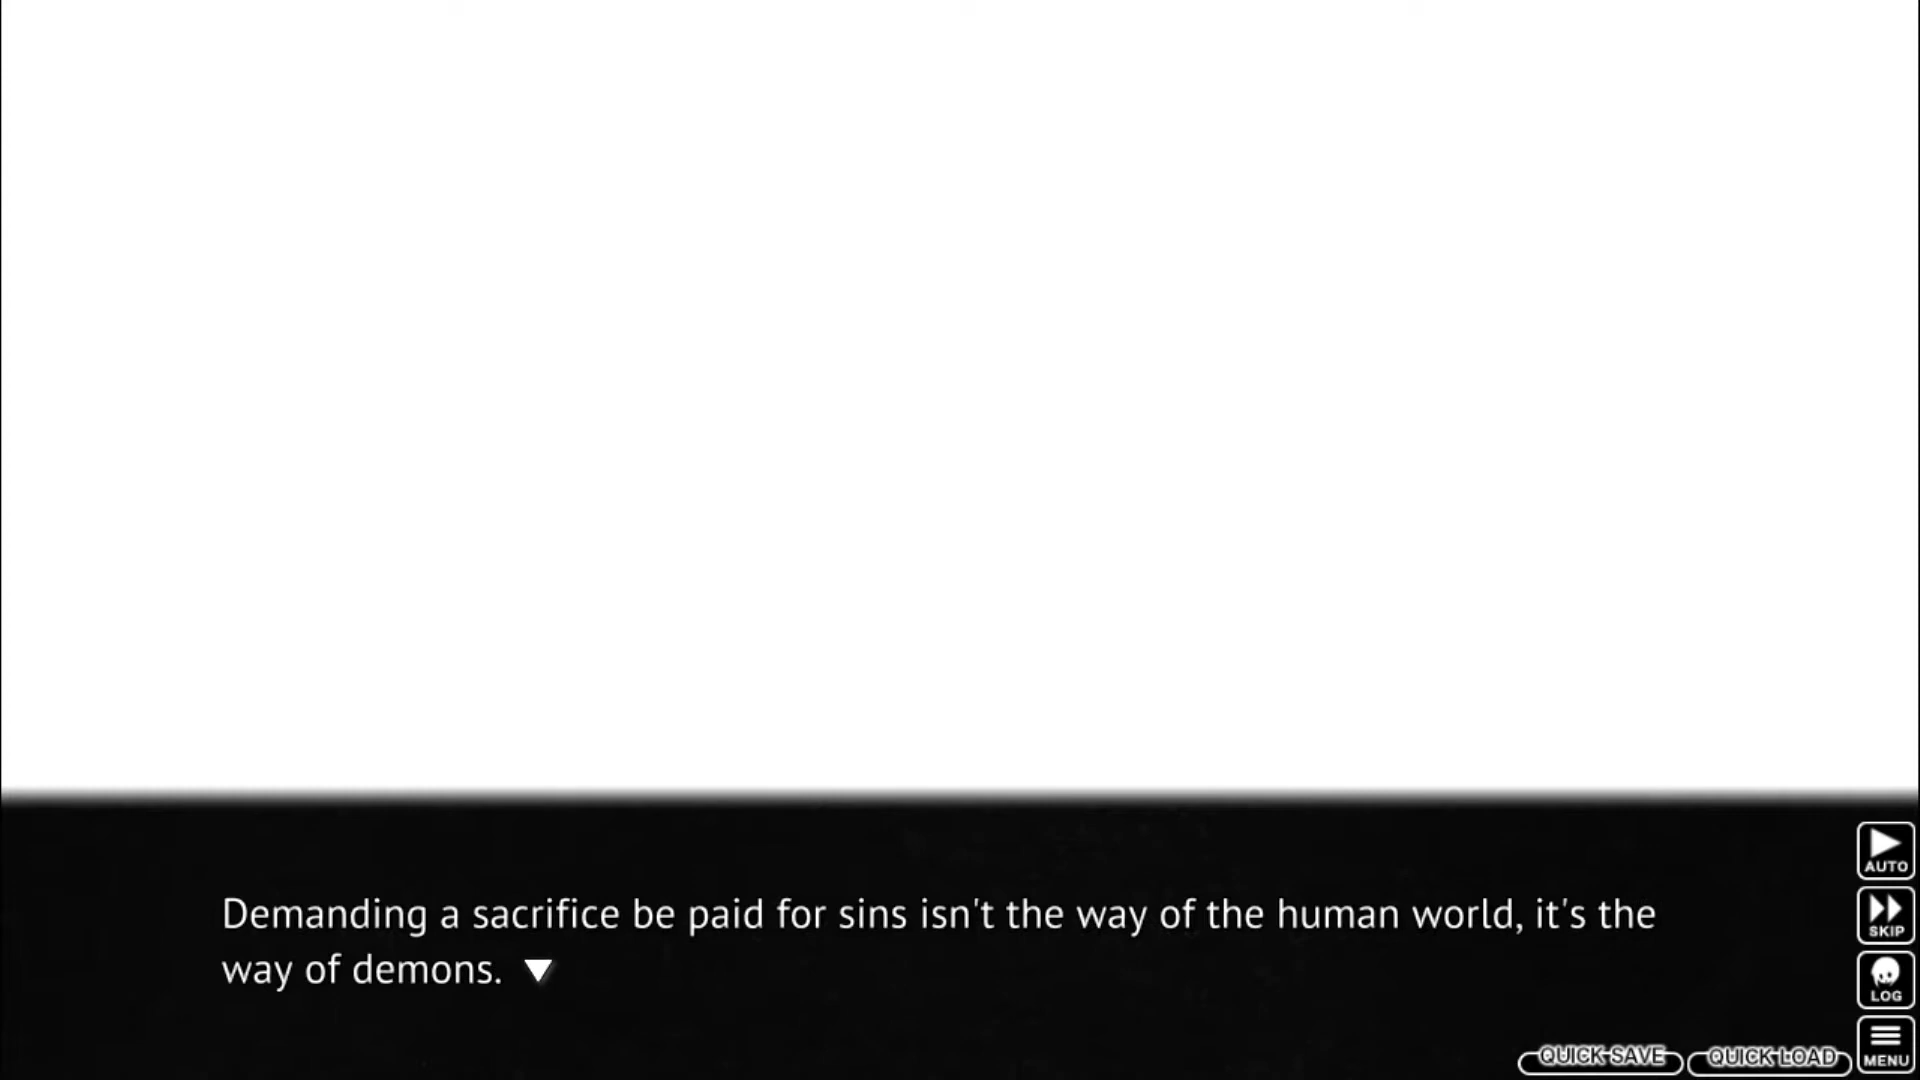 Demanding a sacrifice be paid for sins isn't the way of the human world, it's the
way of demons.
AUTO
SKIP
LOG
MENU
QUICK SAVE QUICK LOAD